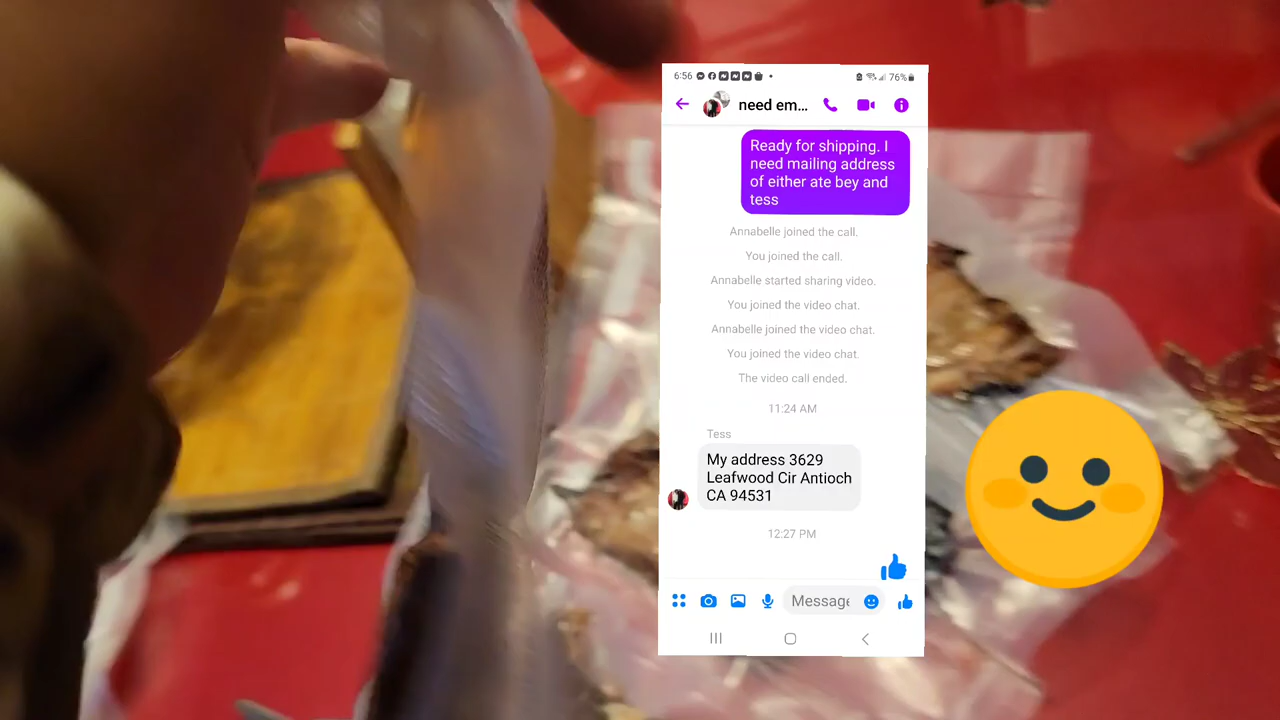 6:56
76%
need em...
Ready for shipping. I
need mailing address
of either ate bey and
tess
Annabelle joined the call.
You joined the call.
Annabelle started sharing video.
You joined the video chat.
Annabelle joined the video chat.
You joined the video chat.
The video call ended.
11:24 AM
Tess
My address 3629
Leafwood Cir Antioch
CA 94531
12:27 PM
Message